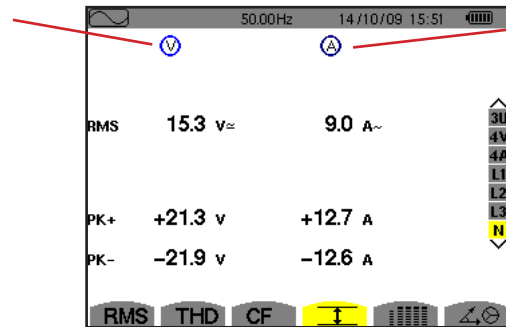 50.00Hz 14/10/09 15:51
V A
RMS 15.3 V≃ 9.0 A~
3U
4V
4A
L1
L2
L3
N
PK+ +21.3 V +12.7 A
PK- -21.9 V -12.6 A
RMS THD CF